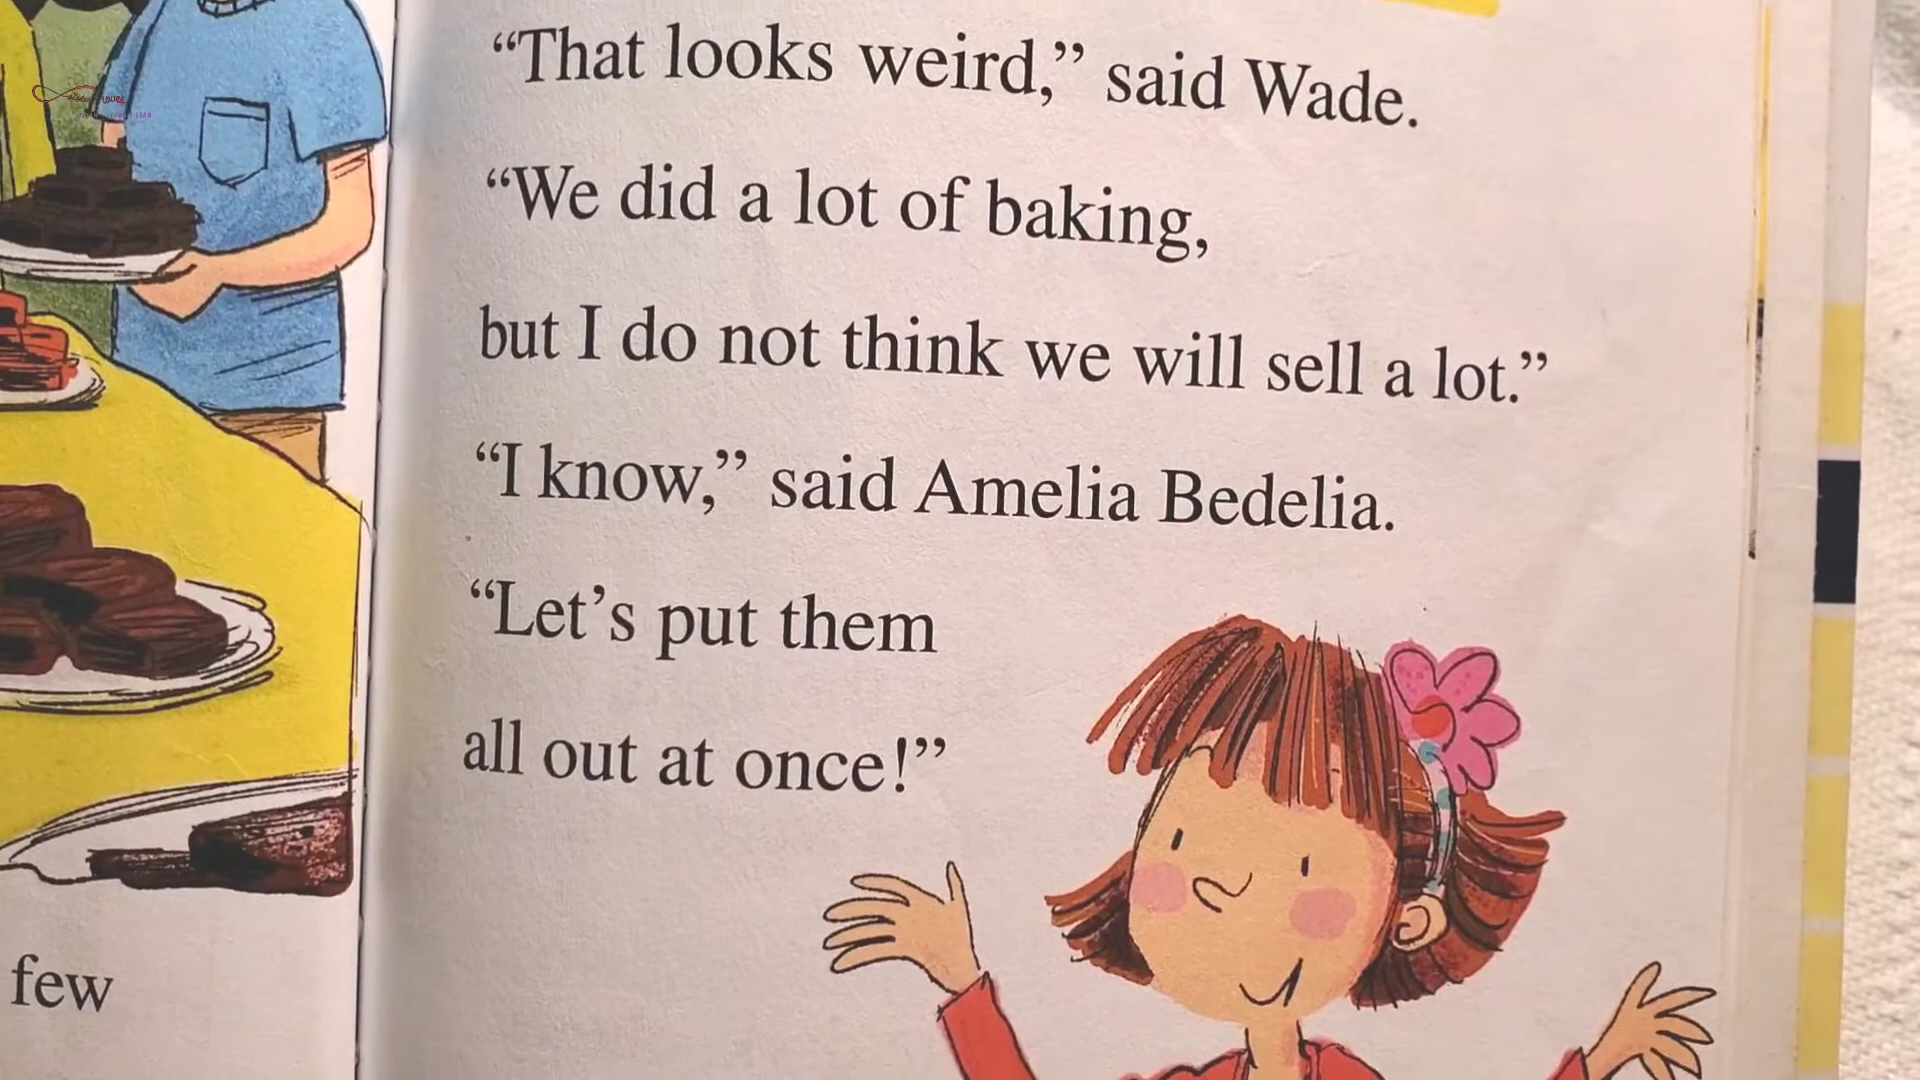 “That looks weird,” said Wade.
“We did a lot of baking,
but I do not think we will sell a lot.”
“I know,” said Amelia Bedelia.
“Let’s put them
all out at once!”
few